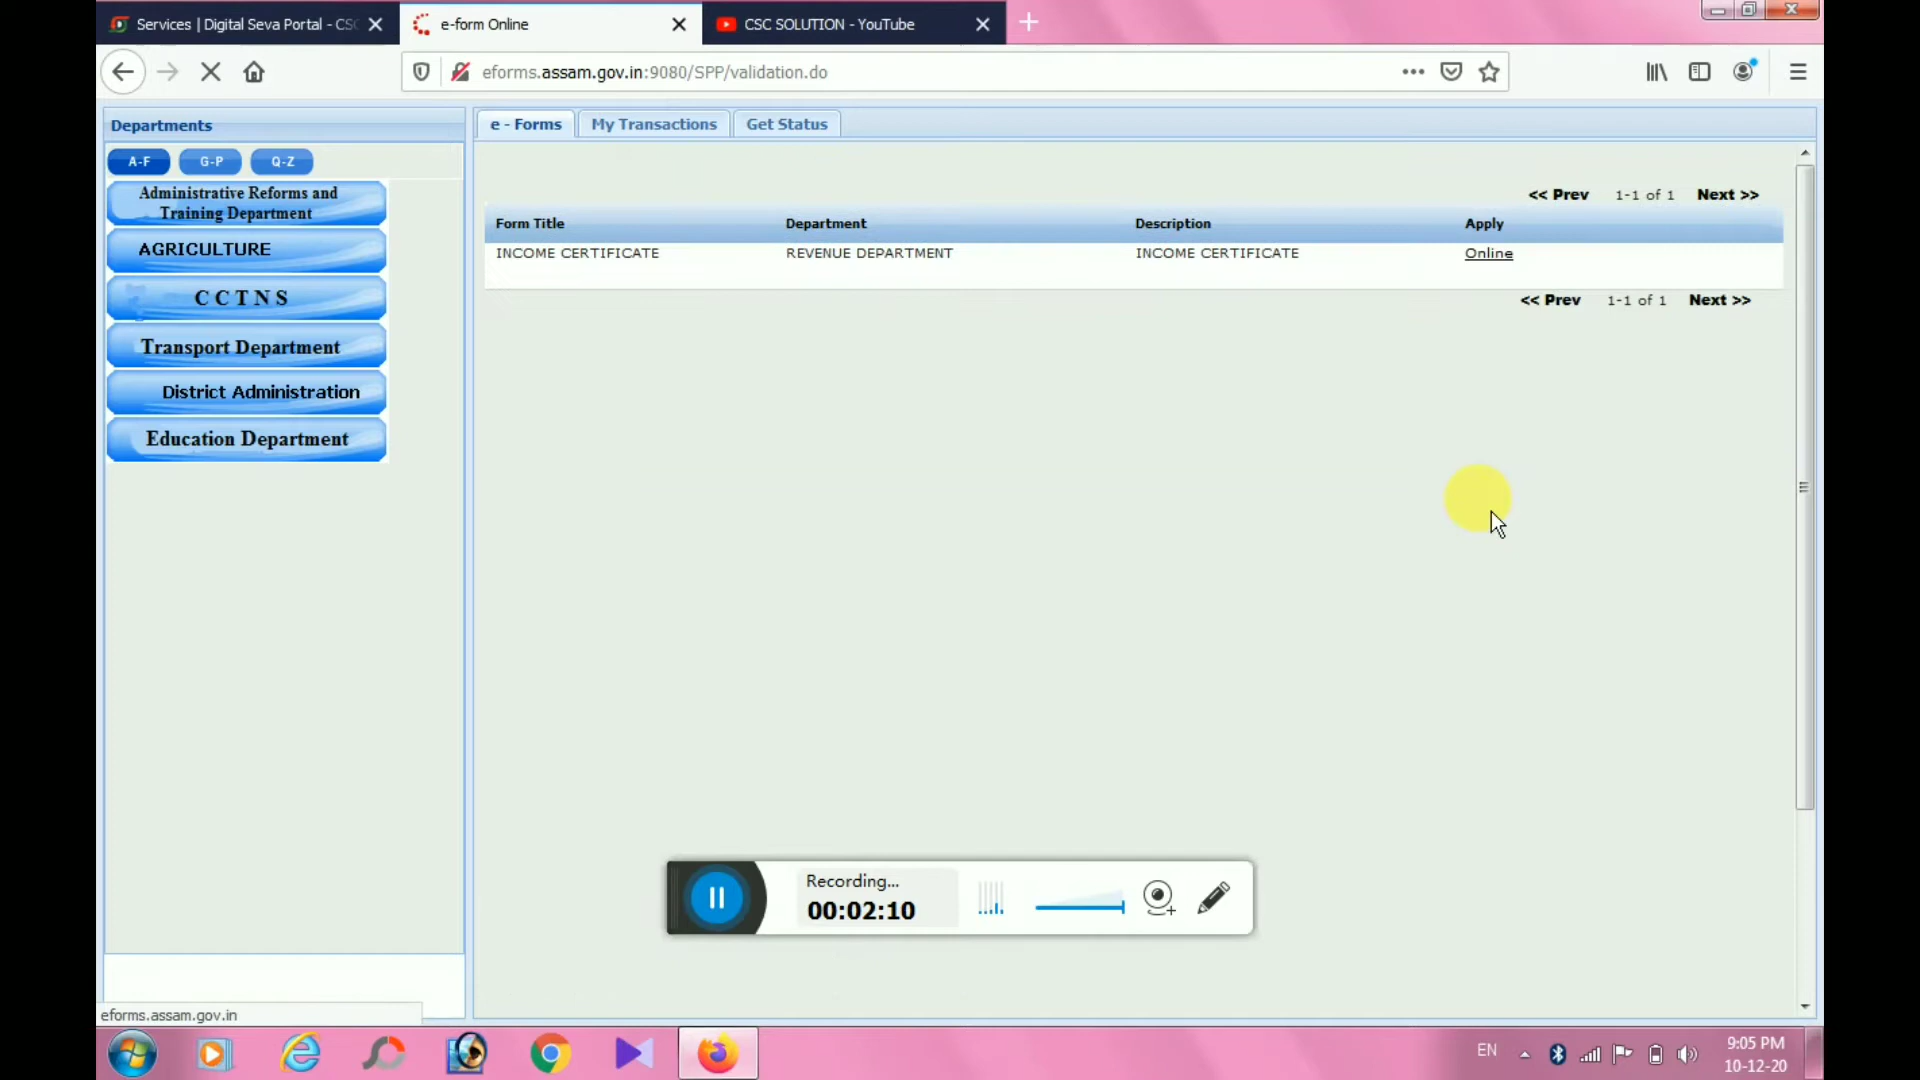 Services | Digital Seva Portal - CSC
e-form Online
CSC SOLUTION - YouTube
eforms.assam.gov.in:9080/SPP/validation.do
Departments
A-F
G-P
Q-Z
Administrative Reforms and
Training Department
AGRICULTURE
C C T N S
Transport Department
District Administration
Education Department
e - Forms
My Transactions
Get Status
<< Prev 1-1 of 1 Next >>
Form Title Department Description Apply
INCOME CERTIFICATE REVENUE DEPARTMENT INCOME CERTIFICATE Online
<< Prev 1-1 of 1 Next >>
Recording...
00:02:10
eforms.assam.gov.in
EN
9:05 PM
10-12-20